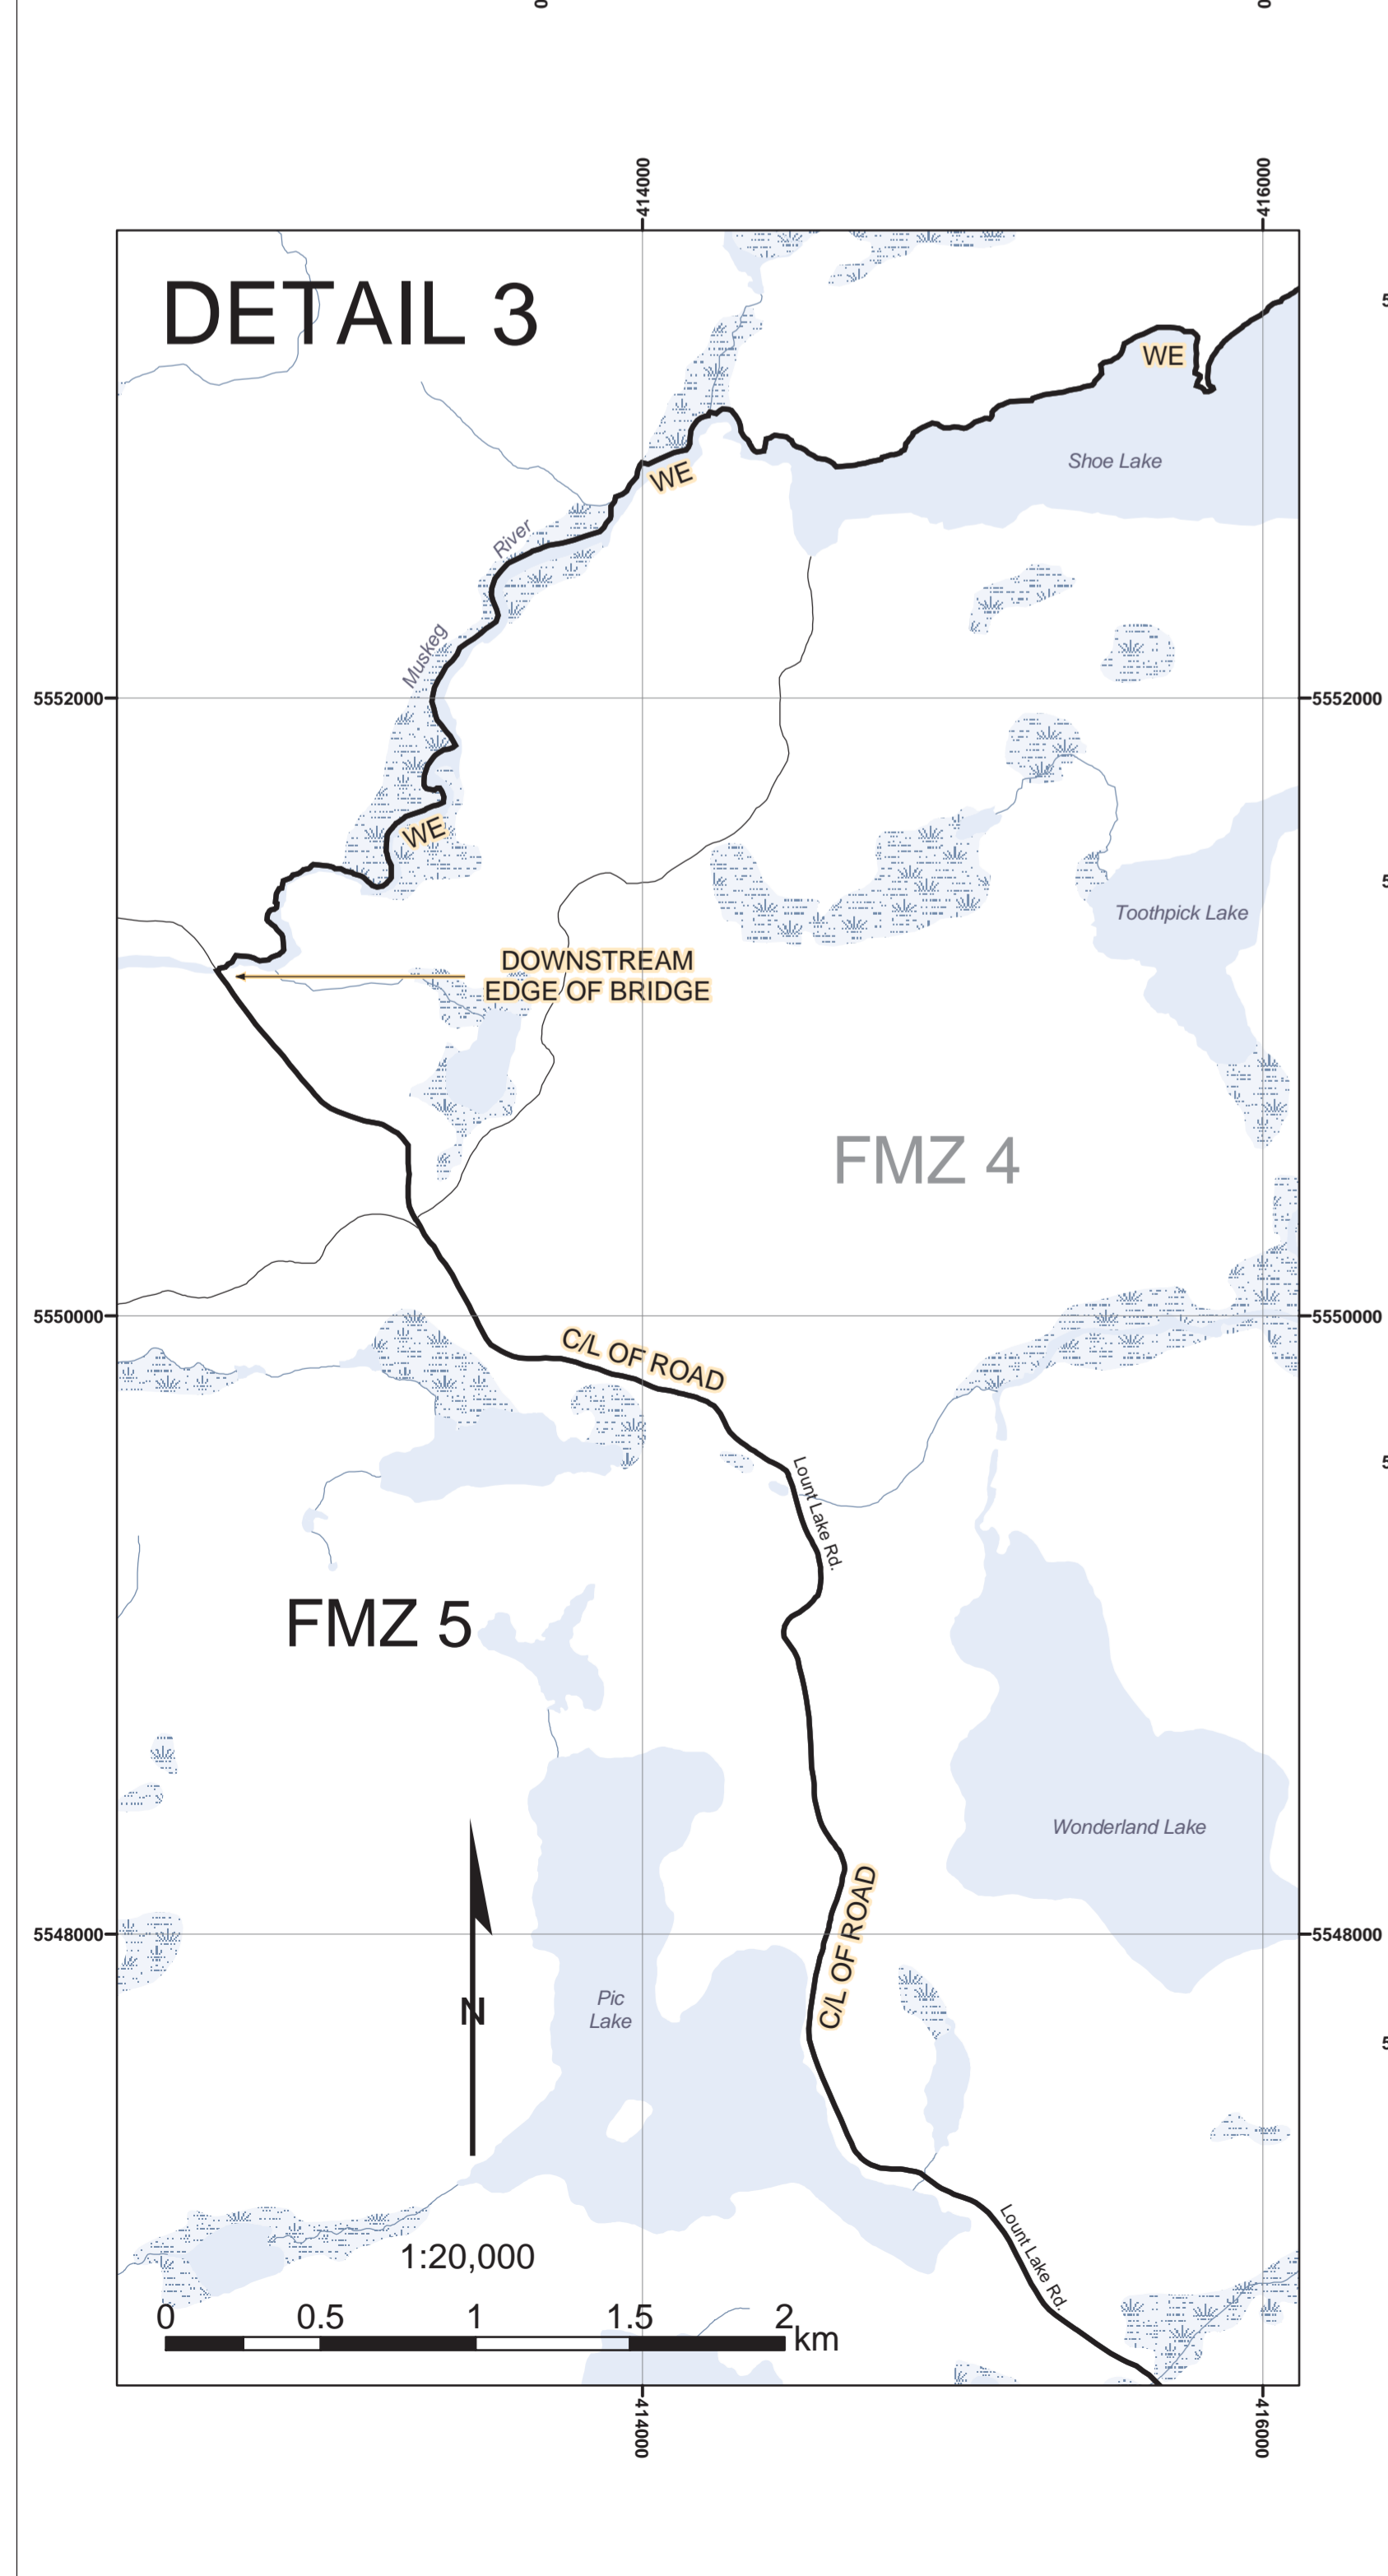 0
0
414000
416000
DETAIL 3
WE
Shoe Lake
WE
River
Muskeg
5552000
5552000
WE
Toothpick Lake
DOWNSTREAM
EDGE OF BRIDGE
FMZ 4
5550000
5550000
C/L OF ROAD
Lount Lake Rd.
FMZ 5
Wonderland Lake
C/L OF ROAD
5548000
5548000
N
Pic
Lake
Lount Lake Rd.
1:20,000
0 0.5 1 1.5 2
km
414000
416000